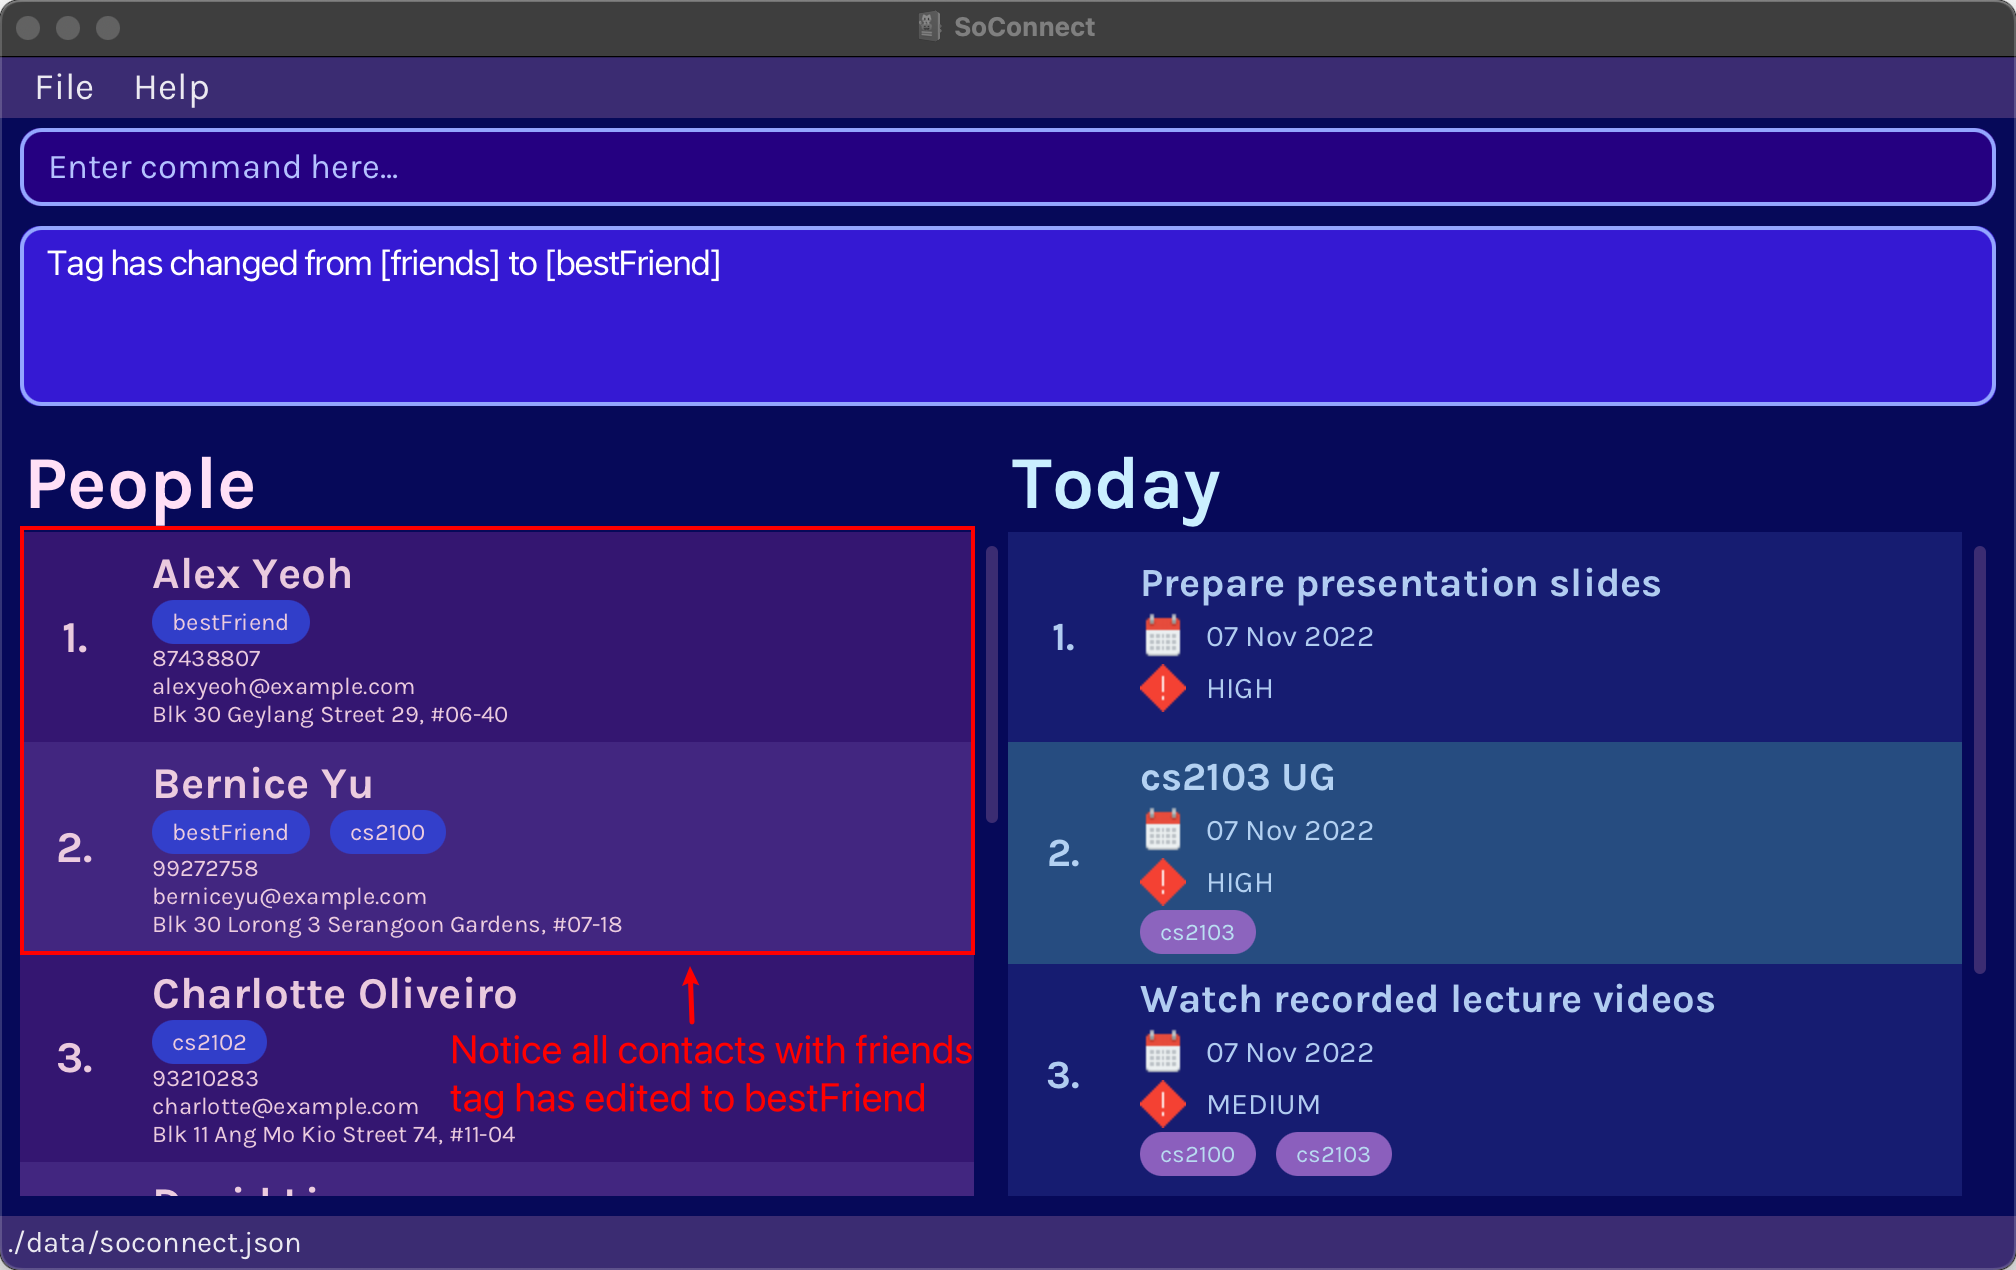 SoConnect
File Help
Enter command here...
Tag has changed from [friends] to [bestFriend]
People
1.
Alex Yeoh
bestFriend
87438807
alexyeoh@example.com
Blk 30 Geylang Street 29, #06-40
2.
Bernice Yu
bestFriend cs2100
99272758
berniceyu@example.com
Blk 30 Lorong 3 Serangoon Gardens, #07-18
3.
Charlotte Oliveiro
cs2102
93210283
charlotte@example.com
Blk 11 Ang Mo Kio Street 74, #11-04
Notice all contacts with friends
tag has edited to bestFriend
Today
1.
Prepare presentation slides
07 Nov 2022
HIGH
2.
cs2103 UG
07 Nov 2022
HIGH
cs2103
3.
Watch recorded lecture videos
07 Nov 2022
MEDIUM
cs2100 cs2103
./data/soconnect.json